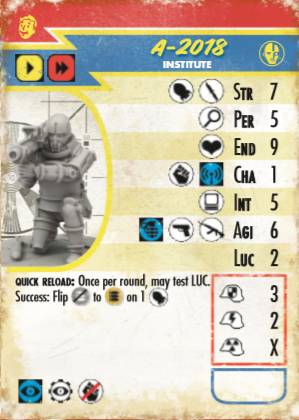 A-2018
INSTITUTE
STR 7
PER 5
END 9
CHA 1
INT 5
AGI 6
LUC 2
QUICK RELOAD: Once per round, may test LUC.
Success: Flip to on 1
3
2
X